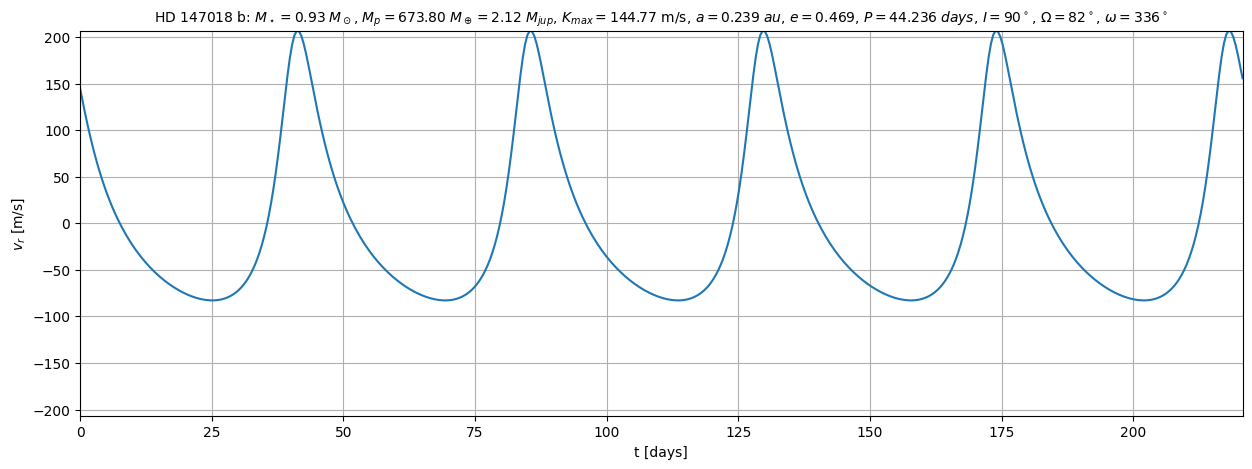 HD 147018 b: M⋆ = 0.93 M⊙, Mp = 673.80 M⊕ = 2.12 Mjup, Kmax = 144.77 m/s, a = 0.239 au, e = 0.469, P = 44.236 days, I = 90°, Ω = 82°, ω = 336°
200
150
100
50
0
−50
−100
−150
−200
vr [m/s]
0 25 50 75 100 125 150 175 200
t [days]